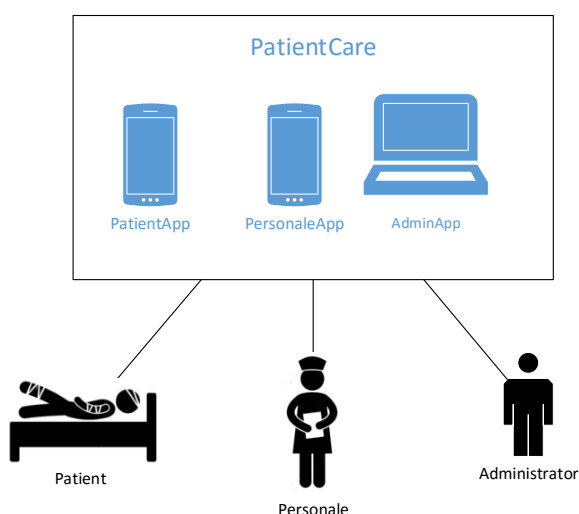 PatientCare
PatientApp
PersonaleApp
AdminApp
Patient
Personale
Administrator